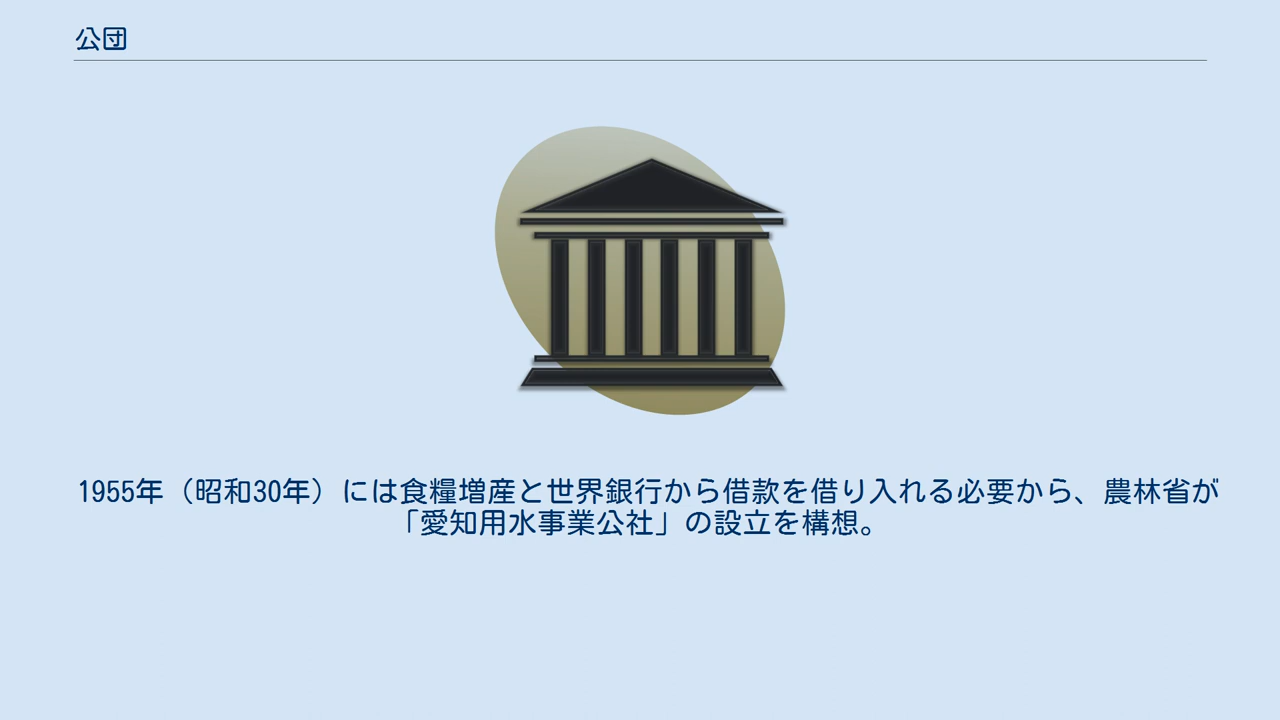 公団
1955年（昭和30年）には食糧増産と世界銀行から借款を借り入れる必要から、農林省が
「愛知用水事業公社」の設立を構想。